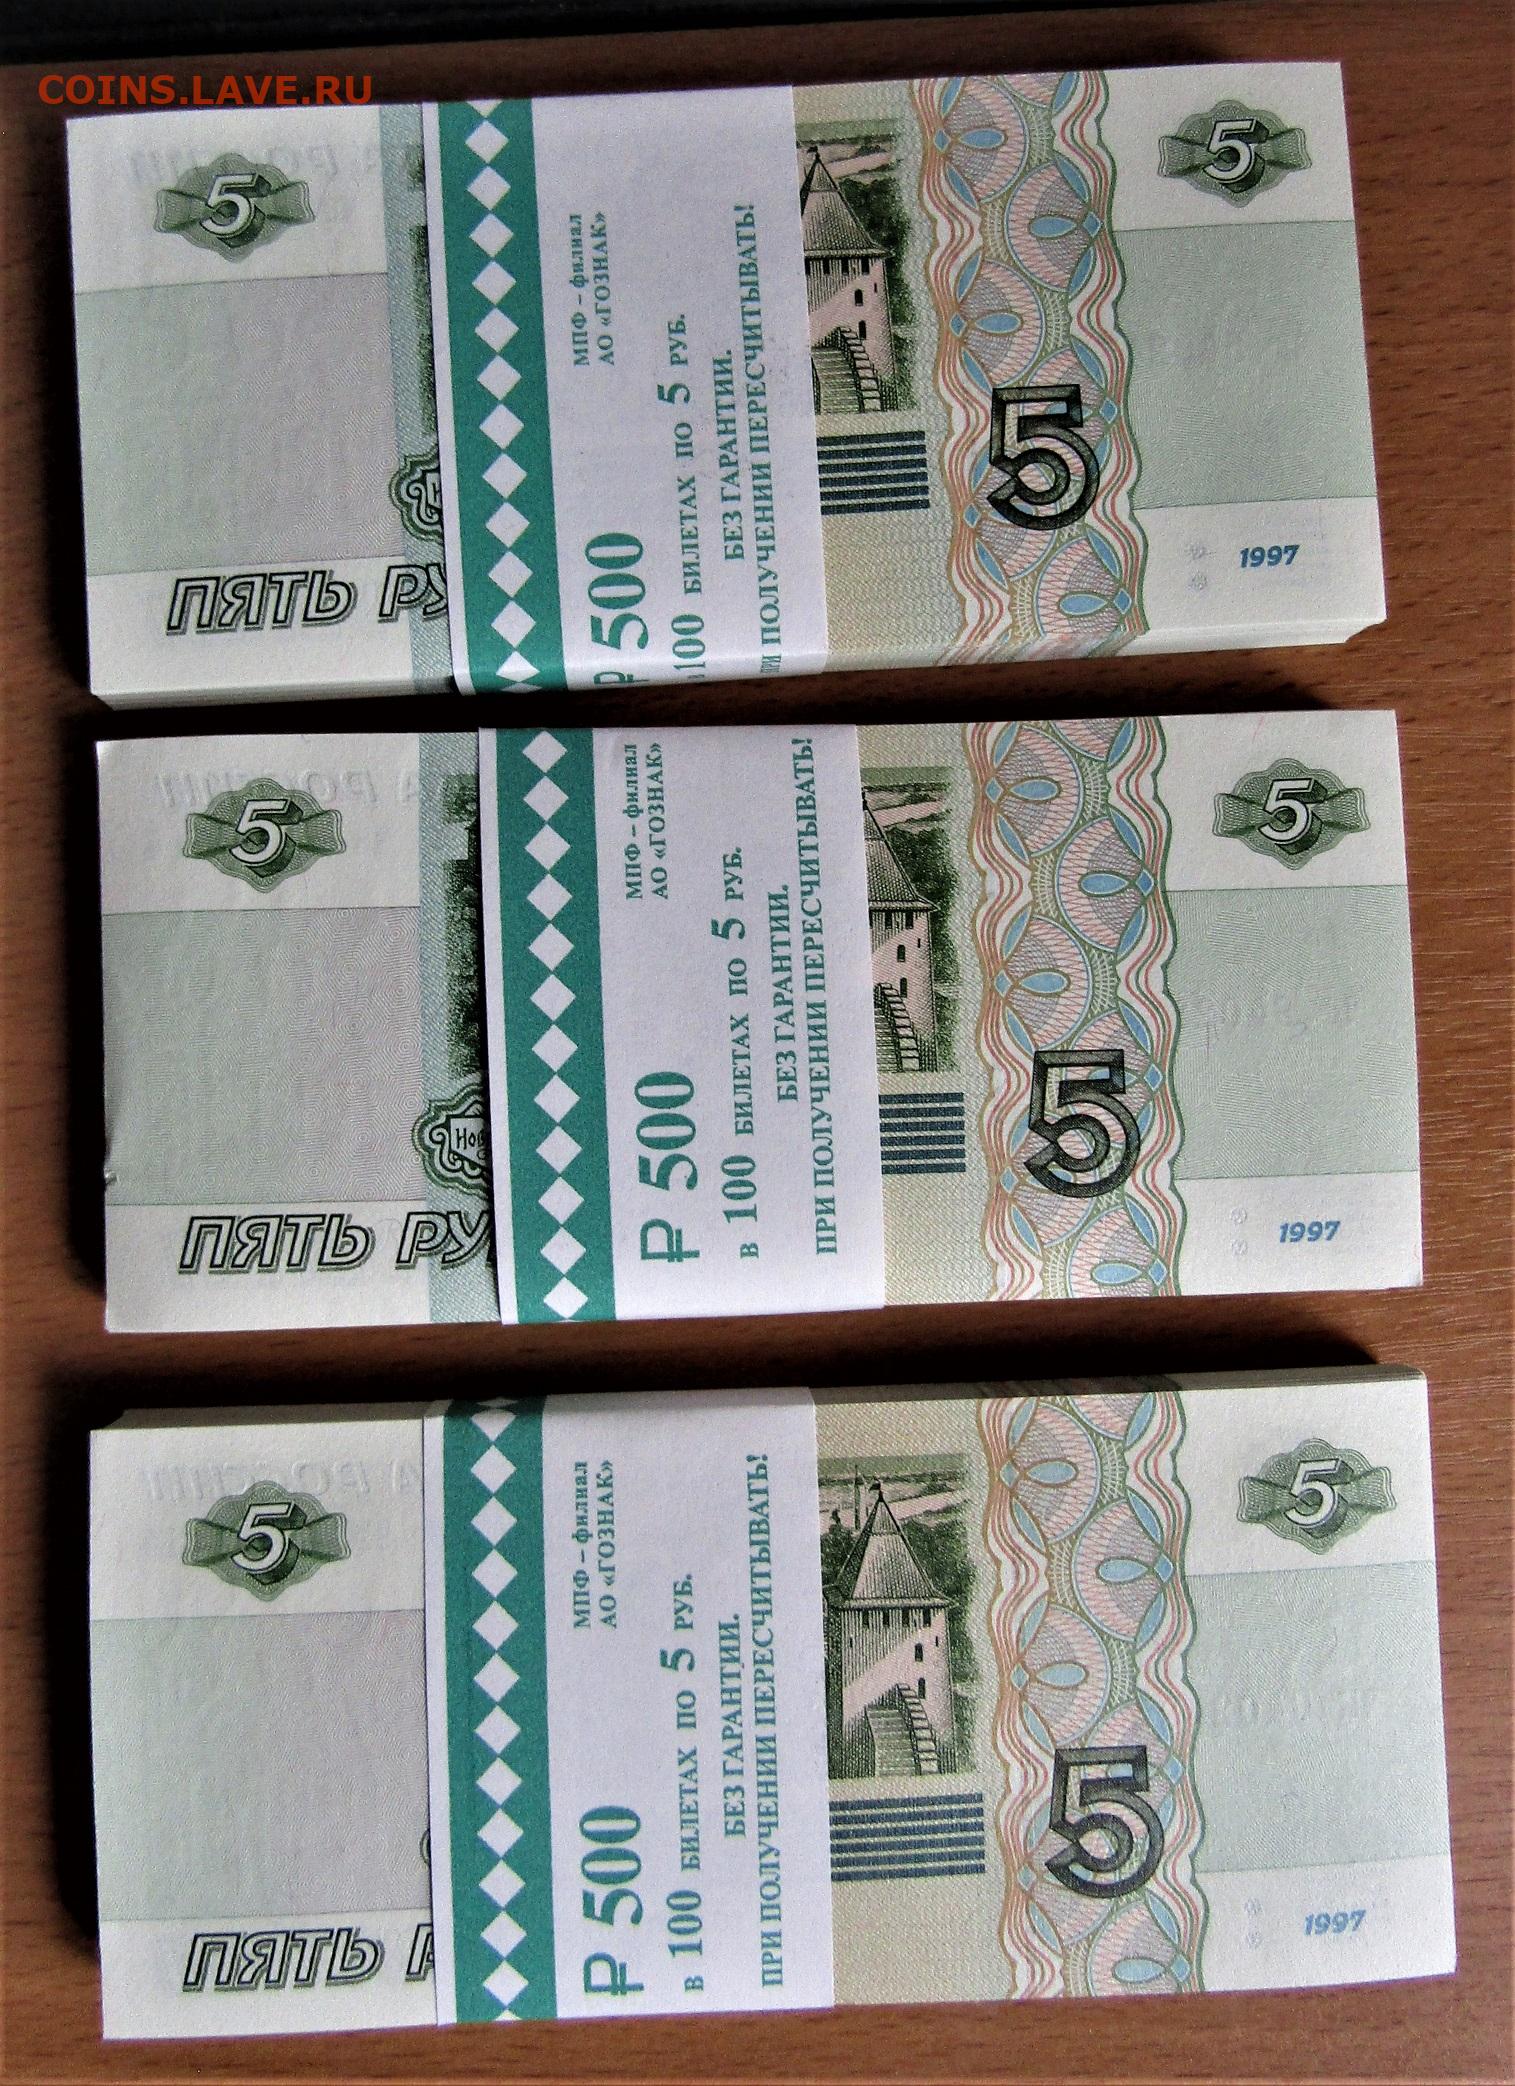 COINS.LAVE.RU
5
МПФ – филиал
АО «ГОЗНАК»
₽ 500
в 100 БИЛЕТАХ ПО 5 РУБ.
БЕЗ ГАРАНТИИ.
ПРИ ПОЛУЧЕНИИ ПЕРЕСЧИТЫВАТЬ!
5
5
1997
ПЯТЬ РУ
5
МПФ – филиал
АО «ГОЗНАК»
₽ 500
в 100 БИЛЕТАХ ПО 5 РУБ.
БЕЗ ГАРАНТИИ.
ПРИ ПОЛУЧЕНИИ ПЕРЕСЧИТЫВАТЬ!
5
5
1997
НОВ
ПЯТЬ РУ
5
МПФ – филиал
АО «ГОЗНАК»
₽ 500
в 100 БИЛЕТАХ ПО 5 РУБ.
БЕЗ ГАРАНТИИ.
ПРИ ПОЛУЧЕНИИ ПЕРЕСЧИТЫВАТЬ!
5
5
1997
ПЯТЬ Р